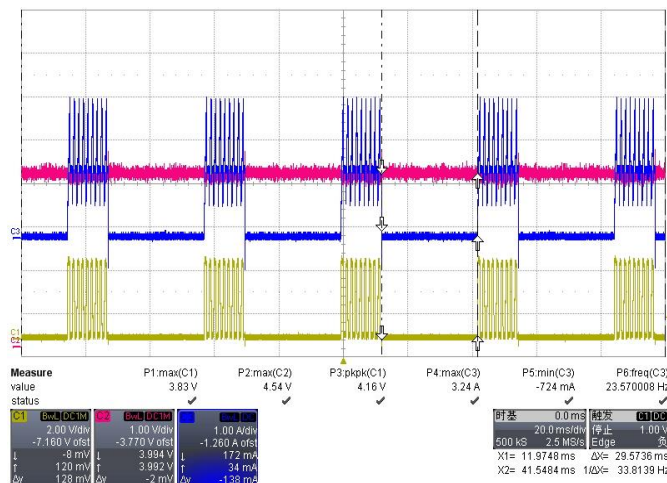 C3
C1
C2
Measure P1:max(C1) P2:max(C2) P3:pkpk(C1) P4:max(C3) P5:min(C3) P6:freq(C3)
value 3.83 V 4.54 V 4.16 V 3.24 A -724 mA 23.570008 Hz
status
C1 BwL DC1M C2 BwL DC1M BwL DC 时基 0.0 ms 触发 C1 DC
2.00 V/div 1.00 V/div 1.00 A/div 20.0 ms/div 停止 1.00 V
-7.160 V ofst -3.770 V ofst -1.260 A ofst 500 kS 2.5 MS/s Edge 负
↓ -8 mV ↓ 3.994 V ↓ 172 mA X1= 11.9748 ms ΔX= 29.5736 ms
↑ 120 mV ↑ 3.992 V ↑ 34 mA X2= 41.5484 ms 1/ΔX= 33.8139 Hz
Δy 128 mV Δy -2 mV Δy -138 mA